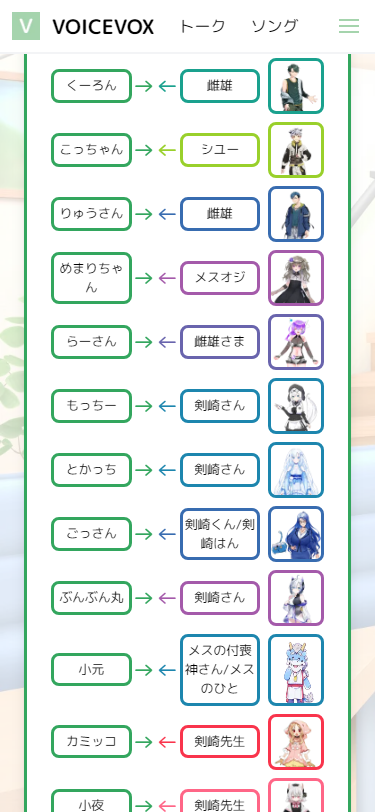 V VOICEVOX トーク ソング
くーろん → ← 雌雄
こっちゃん → ← シユー
りゅうさん → ← 雌雄
めまりちゃ
ん → ← メスオジ
らーさん → ← 雌雄さま
もっちー → ← 剣崎さん
とかっち → ← 剣崎さん
ごっさん → ← 剣崎くん/剣
崎はん
ぶんぶん丸 → ← 剣崎さん
小元 → ← メスの付喪
神さん/メス
のひと
カミッコ → ← 剣崎先生
小夜 → ← 剣崎先生